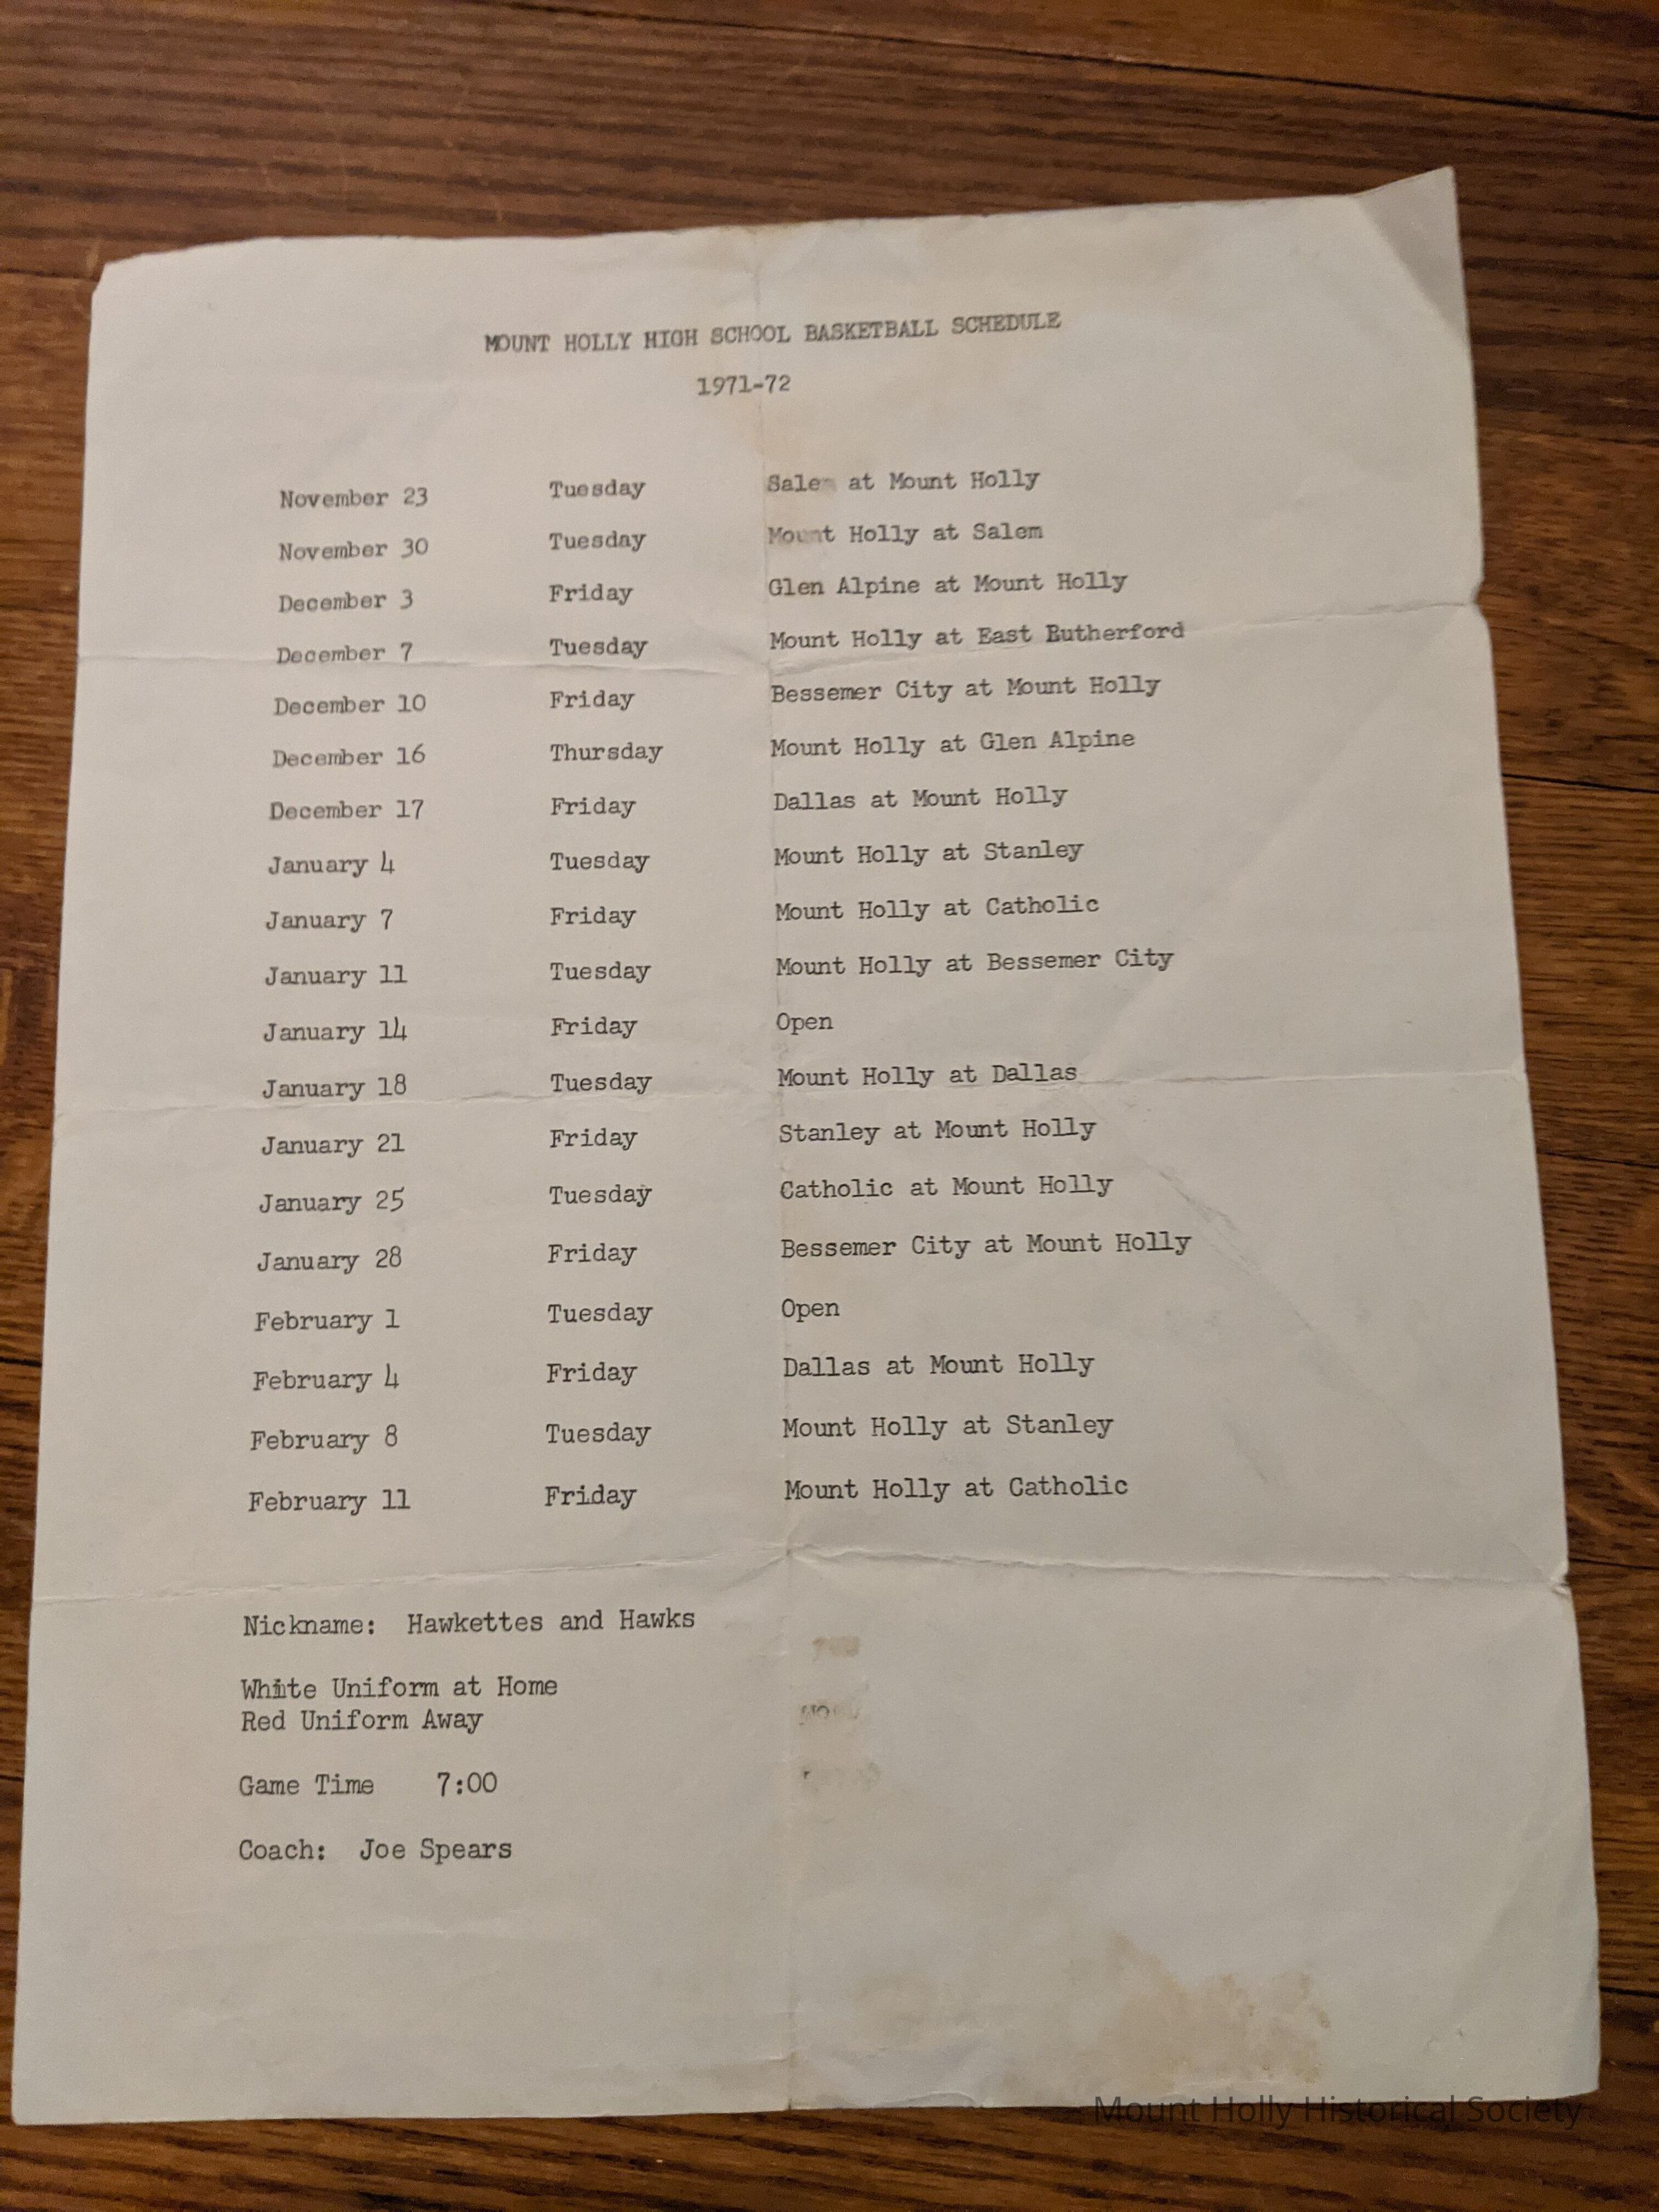 MOUNT HOLLY HIGH SCHOOL BASKETBALL SCHEDULE
1971-72
November 23 Tuesday Salem at Mount Holly
November 30 Tuesday Mount Holly at Salem
December 3 Friday Glen Alpine at Mount Holly
December 7 Tuesday Mount Holly at East Rutherford
December 10 Friday Bessemer City at Mount Holly
December 16 Thursday Mount Holly at Glen Alpine
December 17 Friday Dallas at Mount Holly
January 4 Tuesday Mount Holly at Stanley
January 7 Friday Mount Holly at Catholic
January 11 Tuesday Mount Holly at Bessemer City
January 14 Friday Open
January 18 Tuesday Mount Holly at Dallas
January 21 Friday Stanley at Mount Holly
January 25 Tuesday Catholic at Mount Holly
January 28 Friday Bessemer City at Mount Holly
February 1 Tuesday Open
February 4 Friday Dallas at Mount Holly
February 8 Tuesday Mount Holly at Stanley
February 11 Friday Mount Holly at Catholic
Nickname: Hawkettes and Hawks
White Uniform at Home
Red Uniform Away
Game Time 7:00
Coach: Joe Spears
Mount Holly Historical Society